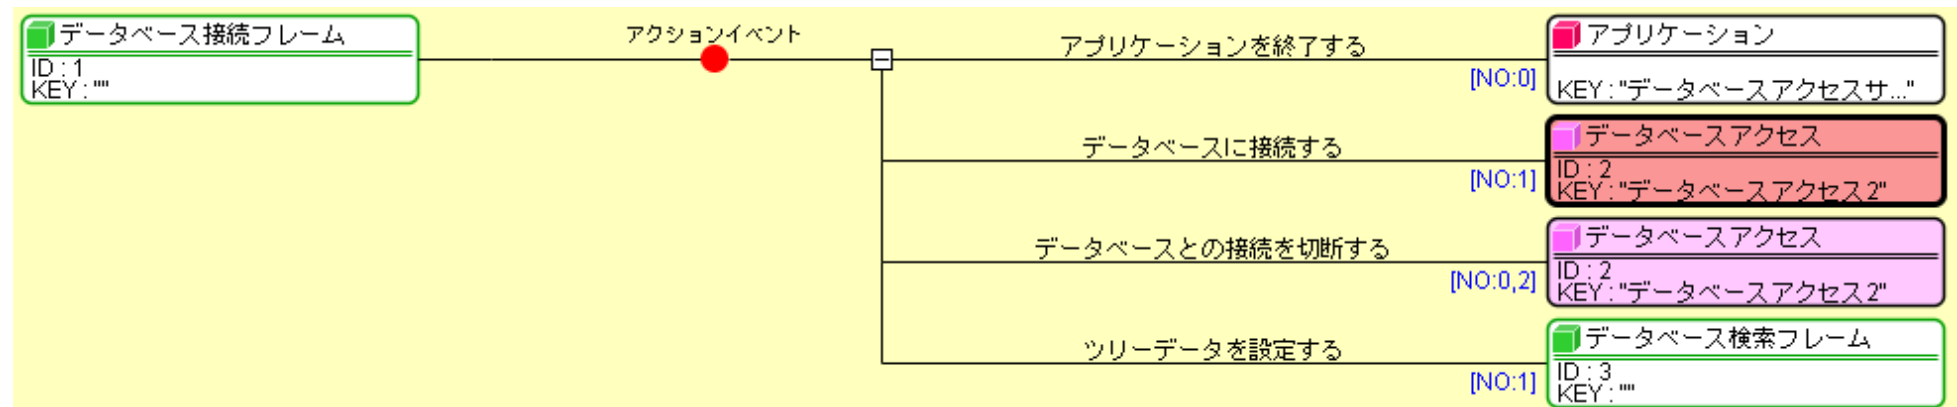 データベース接続フレーム
ID : 1
KEY : ""
アクションイベント
アプリケーションを終了する
[NO:0]
アプリケーション
KEY : "データベースアクセスサ..."
データベースに接続する
[NO:1]
データベースアクセス
ID : 2
KEY : "データベースアクセス2"
データベースとの接続を切断する
[NO:0,2]
データベースアクセス
ID : 2
KEY : "データベースアクセス2"
ツリーデータを設定する
[NO:1]
データベース検索フレーム
ID : 3
KEY : ""